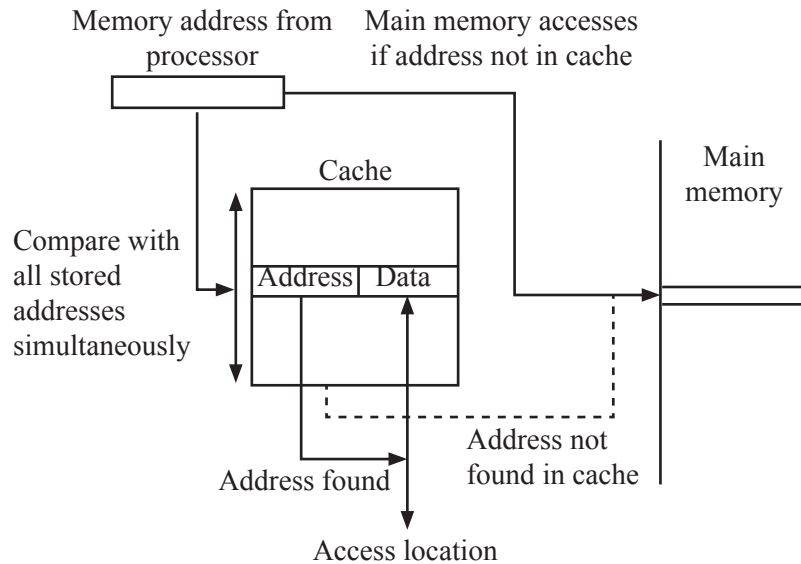 Memory address from
processor
Main memory accesses
if address not in cache
Cache
Main
memory
Compare with
all stored
addresses
simultaneously
Address
Data
Address not
found in cache
Address found
Access location